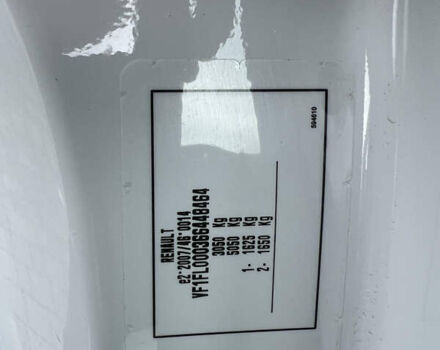 RENAULT
e2*2007/46*0014
VF1FL000366448464
3050 Kg
5050 Kg
1- 1625 Kg
2- 1650 Kg
594610